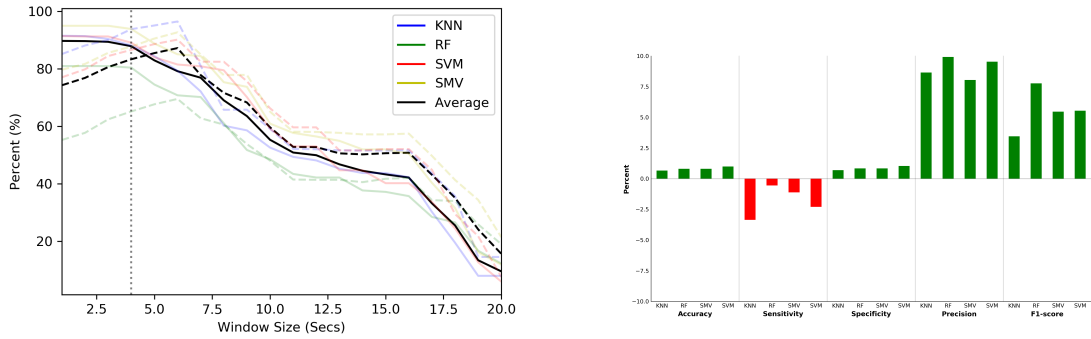 100
80
60
40
20
Percent (%)
2.5 5.0 7.5 10.0 12.5 15.0 17.5 20.0
Window Size (Secs)
KNN
RF
SVM
SMV
Average
10.0
7.5
5.0
2.5
0.0
−2.5
−5.0
−7.5
−10.0
Percent
KNN RF SMV SVM KNN RF SMV SVM KNN RF SMV SVM KNN RF SMV SVM KNN RF SMV SVM
Accuracy Sensitivity Specificity Precision F1-score